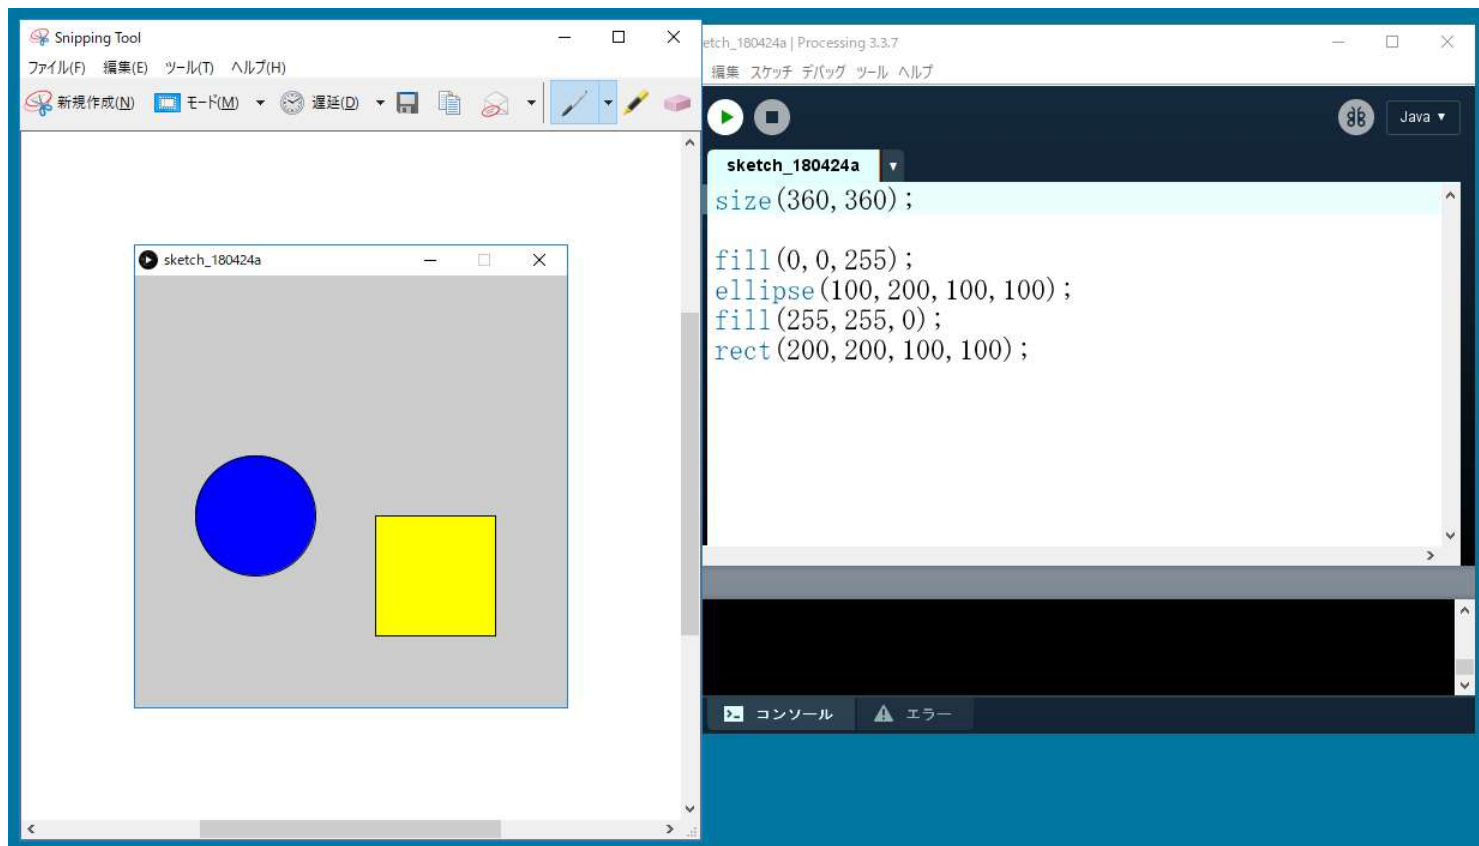 Snipping Tool
ファイル(F) 編集(E) ツール(T) ヘルプ(H)
新規作成(N) モード(M) 遅延(D)
sketch_180424a
etch_180424a | Processing 3.3.7
編集 スケッチ デバッグ ツール ヘルプ
Java
sketch_180424a
size(360,360);
fill(0,0,255);
ellipse(100,200,100,100);
fill(255,255,0);
rect(200,200,100,100);
コンソール エラー